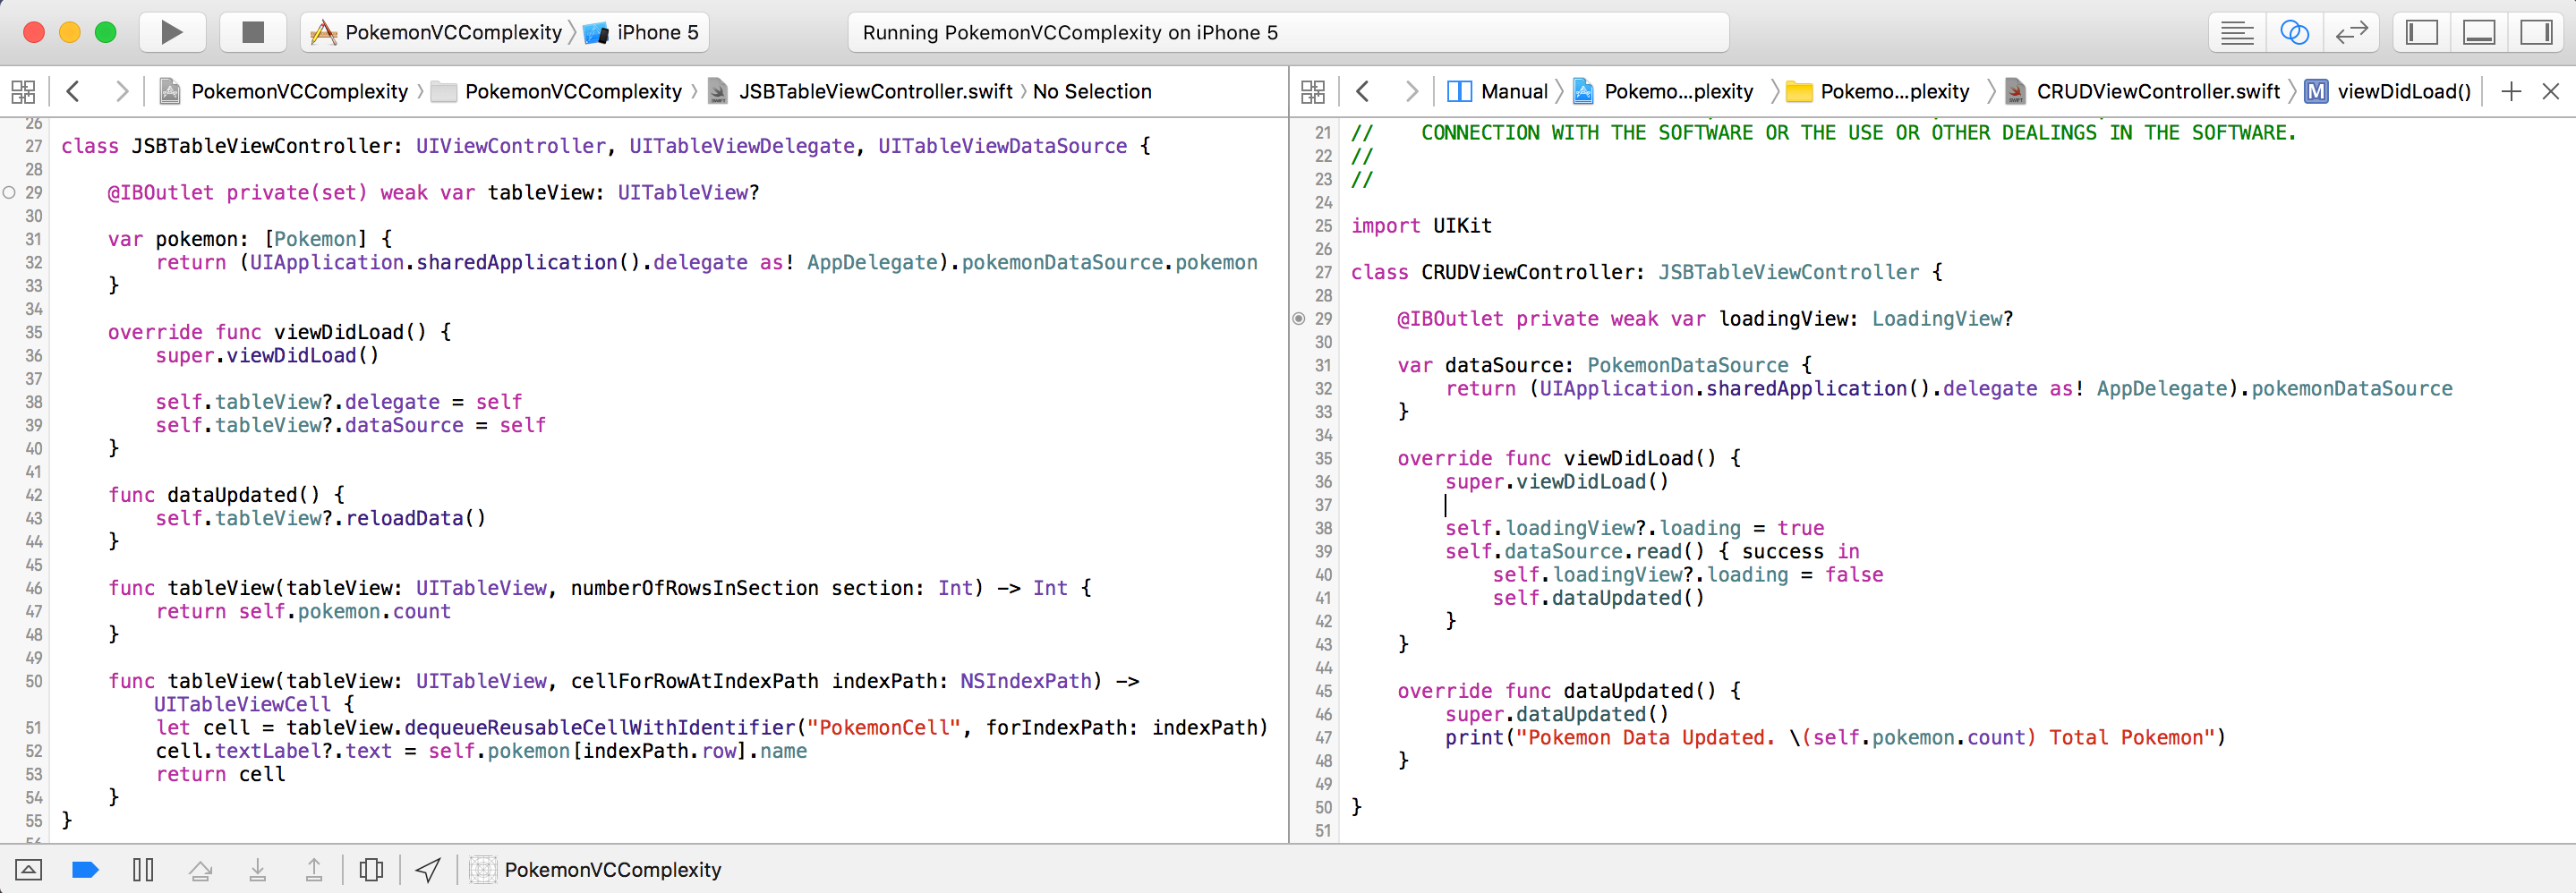 PokemonVCComplexity iPhone 5
Running PokemonVCComplexity on iPhone 5
PokemonVCComplexity PokemonVCComplexity JSBTableViewController.swift No Selection
26
27 class JSBTableViewController: UIViewController, UITableViewDelegate, UITableViewDataSource {
28
29 @IBOutlet private(set) weak var tableView: UITableView?
30
31 var pokemon: [Pokemon] {
32 return (UIApplication.sharedApplication().delegate as! AppDelegate).pokemonDataSource.pokemon
33 }
34
35 override func viewDidLoad() {
36 super.viewDidLoad()
37
38 self.tableView?.delegate = self
39 self.tableView?.dataSource = self
40 }
41
42 func dataUpdated() {
43 self.tableView?.reloadData()
44 }
45
46 func tableView(tableView: UITableView, numberOfRowsInSection section: Int) -> Int {
47 return self.pokemon.count
48 }
49
50 func tableView(tableView: UITableView, cellForRowAtIndexPath indexPath: NSIndexPath) ->
UITableViewCell {
51 let cell = tableView.dequeueReusableCellWithIdentifier("PokemonCell", forIndexPath: indexPath)
52 cell.textLabel?.text = self.pokemon[indexPath.row].name
53 return cell
54 }
55 }
Manual Pokemo...plexity Pokemo...plexity CRUDViewController.swift M viewDidLoad()
21 // CONNECTION WITH THE SOFTWARE OR THE USE OR OTHER DEALINGS IN THE SOFTWARE.
22 //
23 //
24
25 import UIKit
26
27 class CRUDViewController: JSBTableViewController {
28
29 @IBOutlet private weak var loadingView: LoadingView?
30
31 var dataSource: PokemonDataSource {
32 return (UIApplication.sharedApplication().delegate as! AppDelegate).pokemonDataSource
33 }
34
35 override func viewDidLoad() {
36 super.viewDidLoad()
37
38 self.loadingView?.loading = true
39 self.dataSource.read() { success in
40 self.loadingView?.loading = false
41 self.dataUpdated()
42 }
43 }
44
45 override func dataUpdated() {
46 super.dataUpdated()
47 print("Pokemon Data Updated. \(self.pokemon.count) Total Pokemon")
48 }
49
50 }
51
PokemonVCComplexity